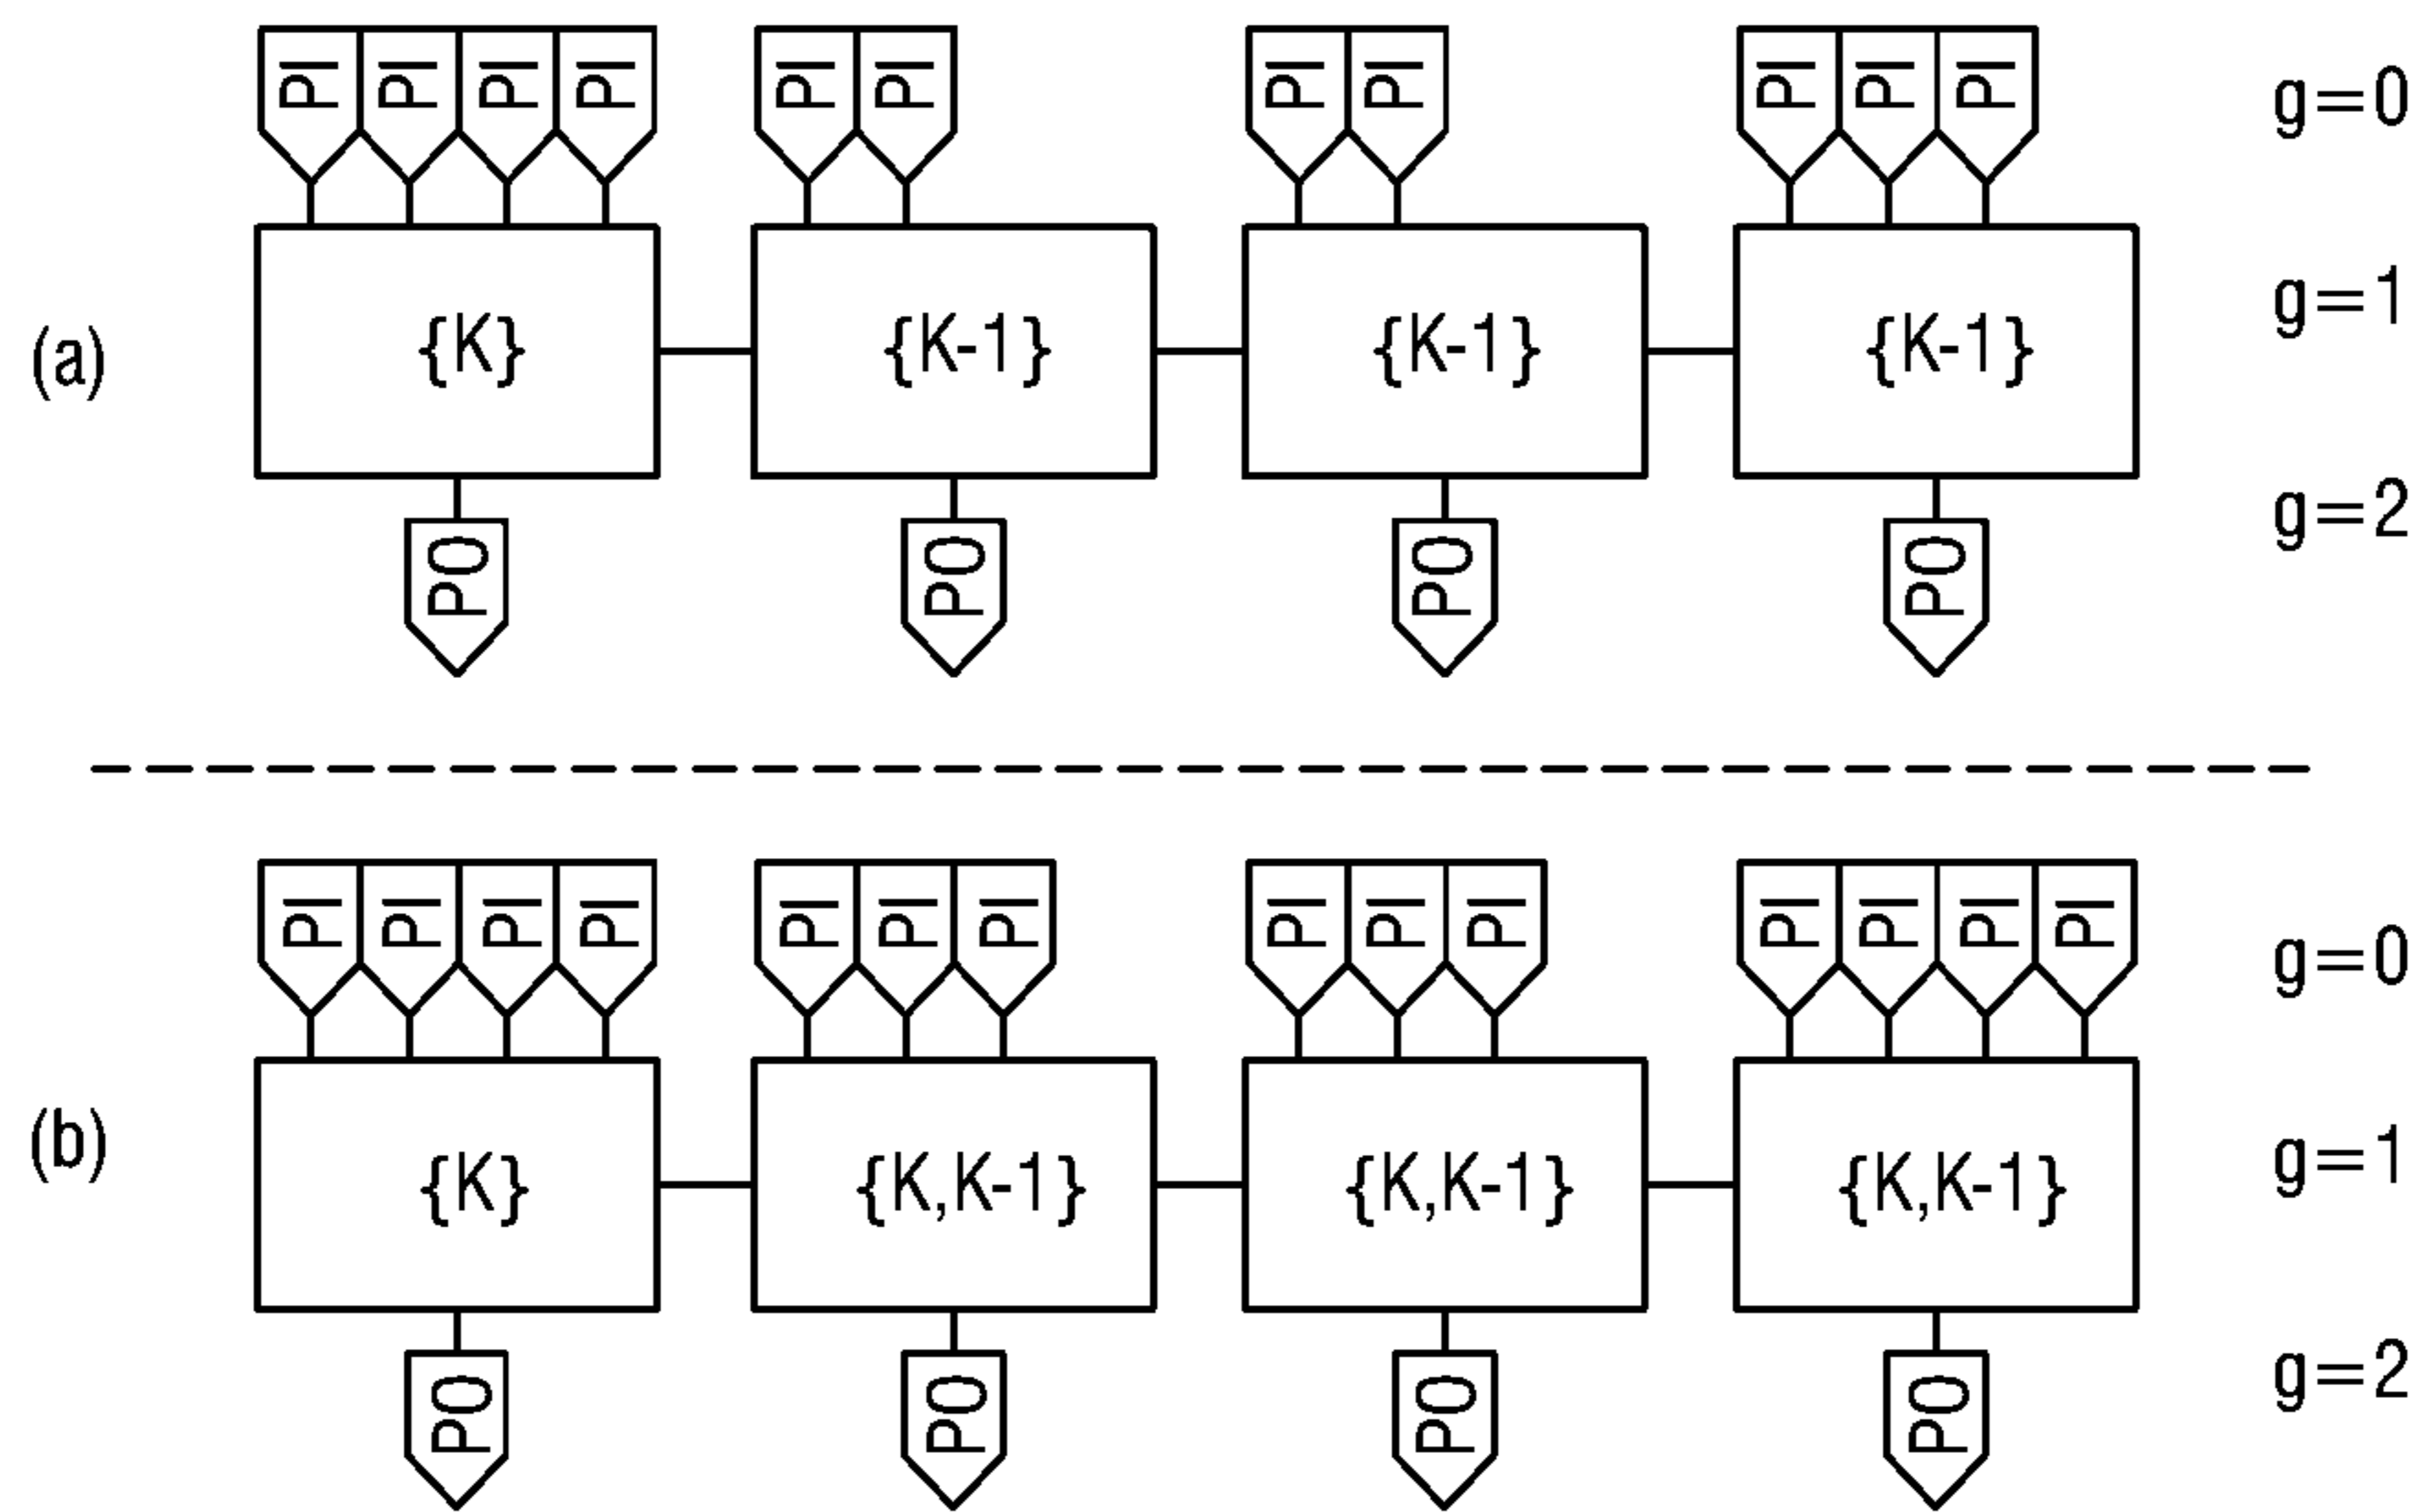 PI PI PI PI PI PI PI PI PI PI PI g=0
(a) {K} {K-1} {K-1} {K-1} g=1
PO PO PO PO g=2
PI PI PI PI PI PI PI PI PI PI PI PI PI PI g=0
(b) {K} {K,K-1} {K,K-1} {K,K-1} g=1
PO PO PO PO g=2